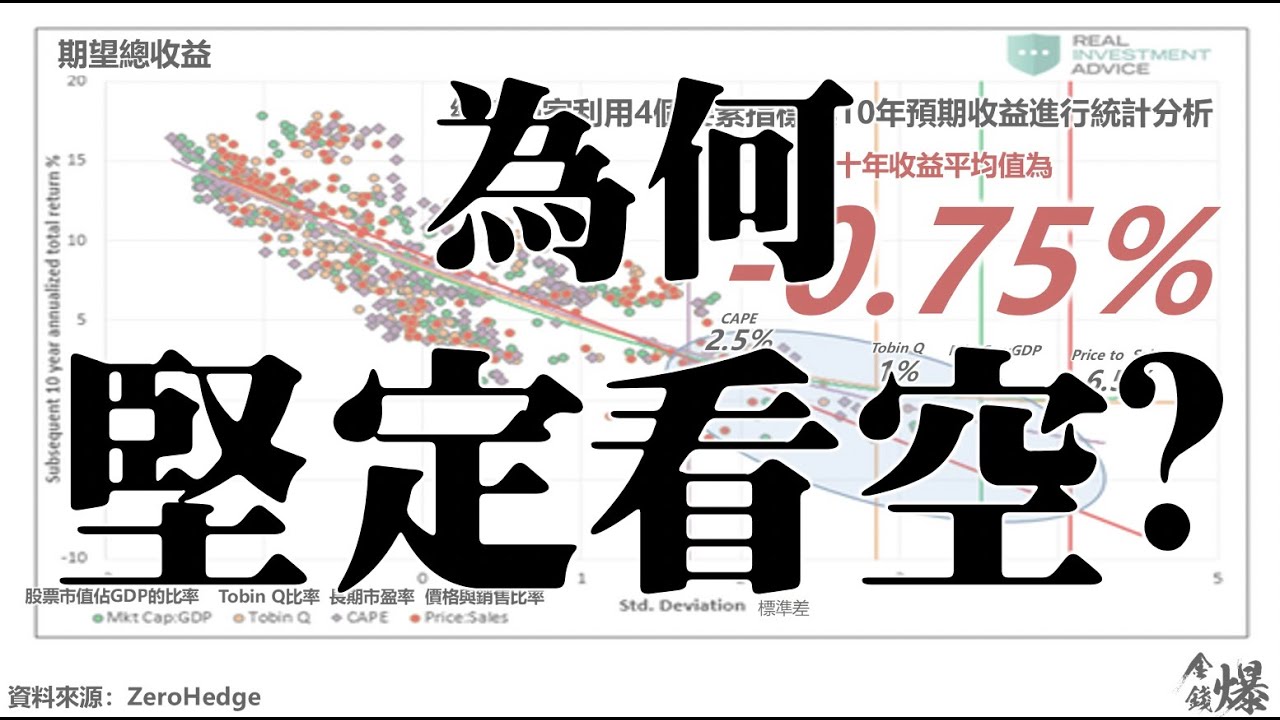 期望總收益
REAL
INVESTMENT
ADVICE
利用4個
10年預期收益進行統計分析
十年收益平均值為
-0.75%
為何
堅定看空?
CAPE
2.5%
Tobin Q
1%
GDP
Price to
Subsequent 10 year annualized total return %
20
15
10
5
-10
0
1
5
股票市值佔GDP的比率 Tobin Q比率 長期市盈率 價格與銷售比率
Mkt Cap:GDP Tobin Q CAPE Price:Sales
Std. Deviation 標準差
資料來源：ZeroHedge
金錢爆